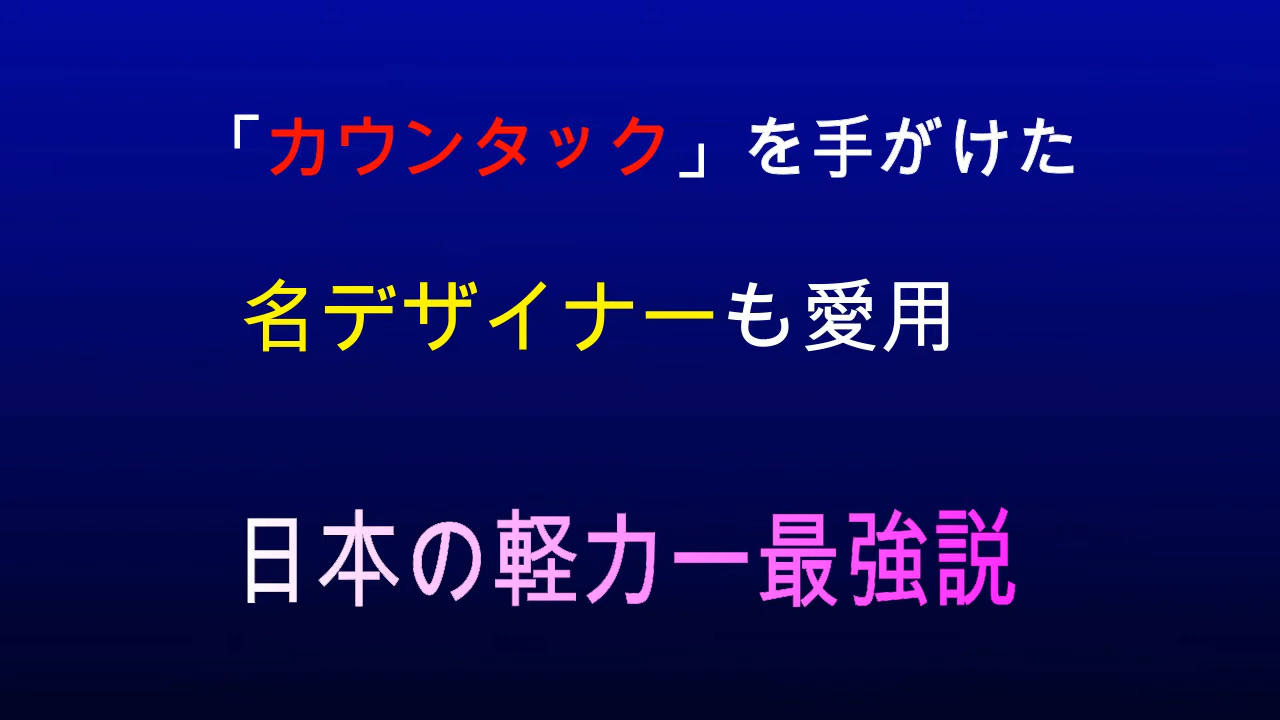 「カウンタック」を手がけた
名デザイナーも愛用
日本の軽カー最強説